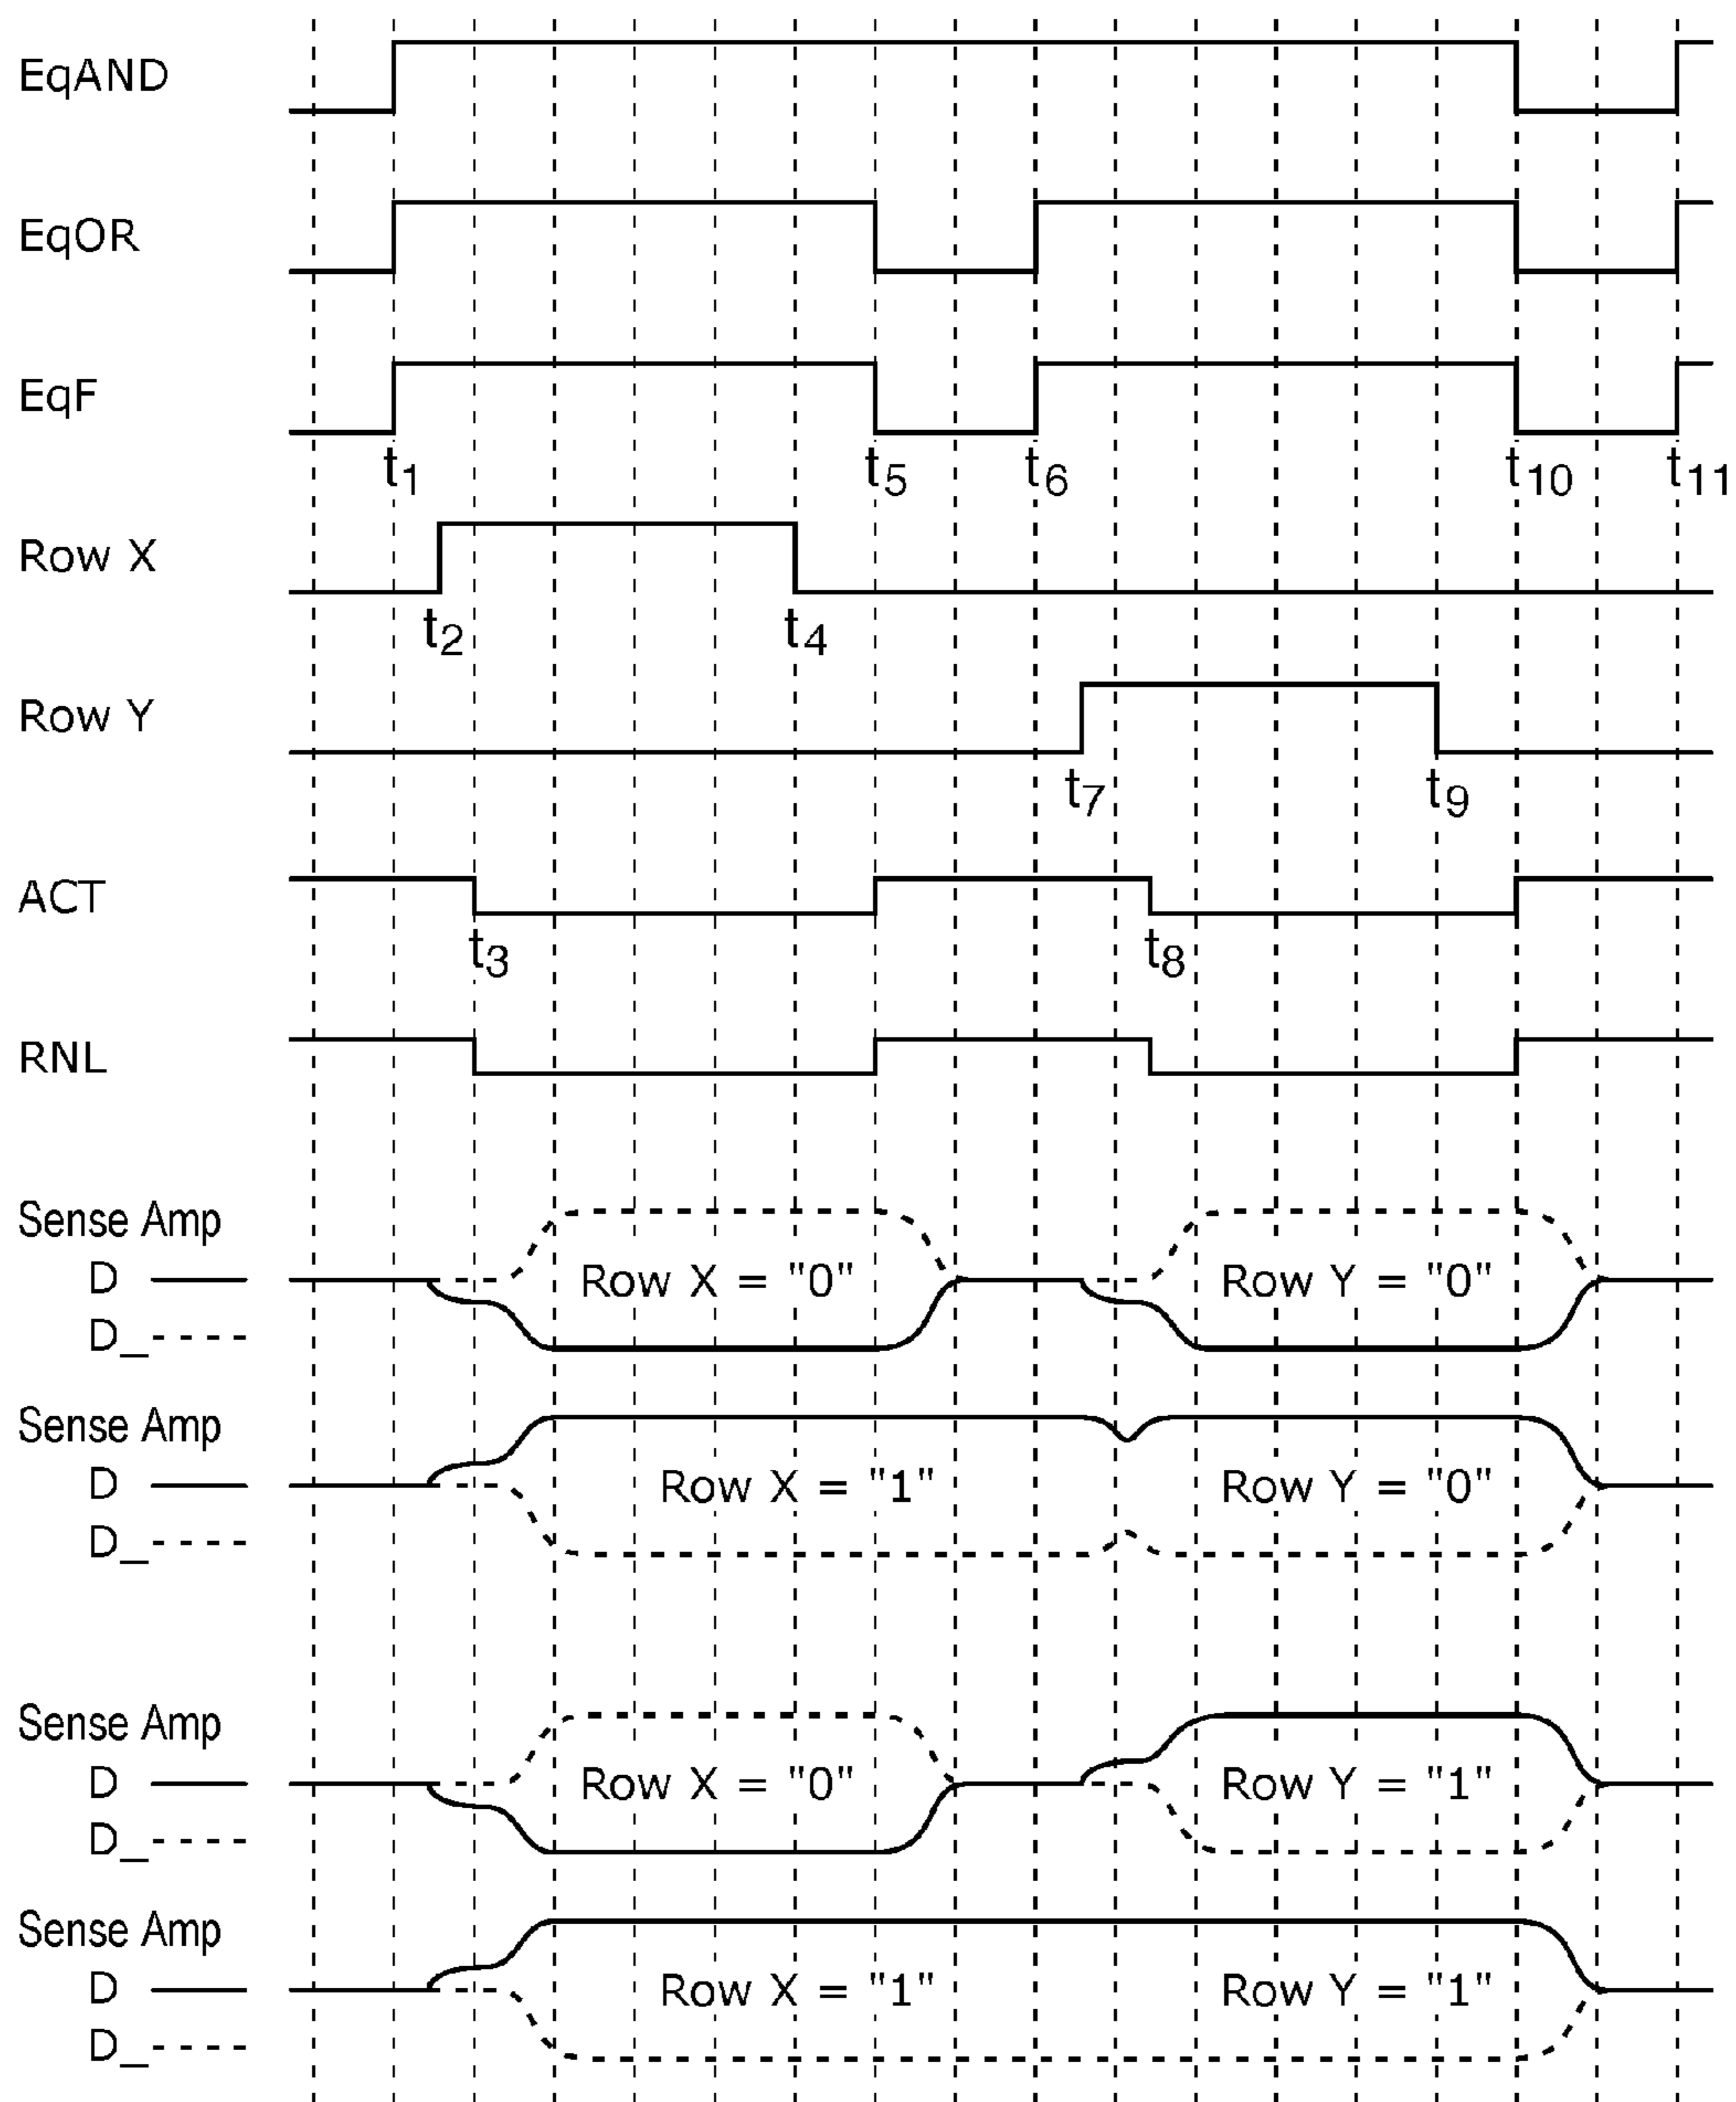 EqAND
EqOR
EqF
t1 t5 t6 t10 t11
Row X
t2 t4
Row Y
t7 t9
ACT
t3 t8
RNL
Sense Amp
D Row X = "0" Row Y = "0"
D_
Sense Amp
D Row X = "1" Row Y = "0"
D_
Sense Amp
D Row X = "0" Row Y = "1"
D_
Sense Amp
D Row X = "1" Row Y = "1"
D_